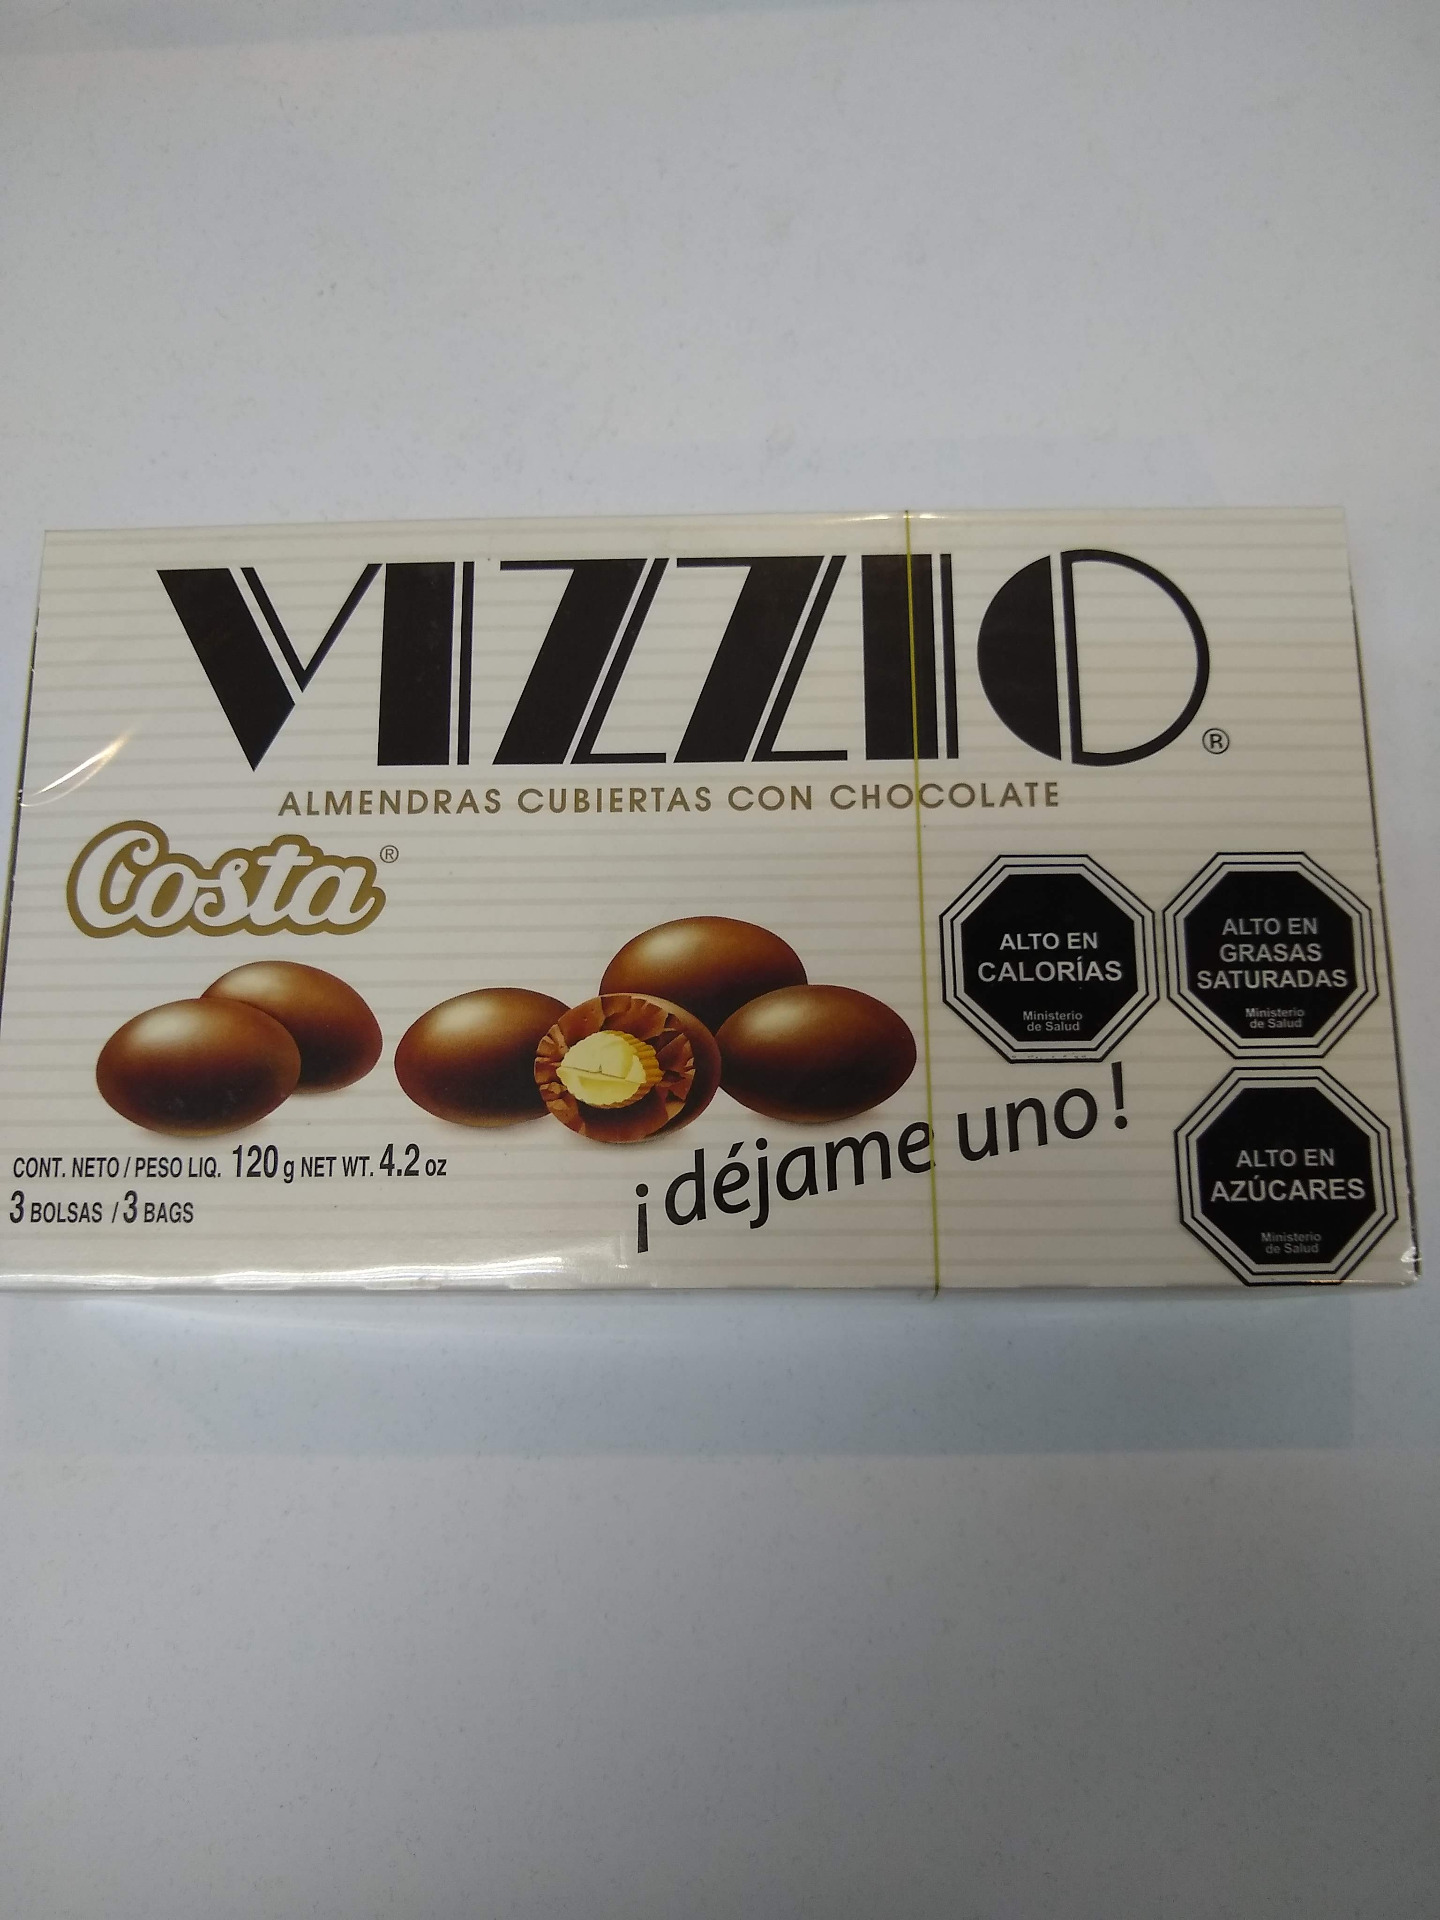 VIZZIO®
ALMENDRAS CUBIERTAS CON CHOCOLATE
Costa®
ALTO EN
CALORÍAS
Ministerio
de Salud
ALTO EN
GRASAS
SATURADAS
Ministerio
de Salud
¡déjame uno!
ALTO EN
AZÚCARES
Ministerio
de Salud
CONT. NETO / PESO LIQ. 120 g NET WT. 4.2 oz
3 BOLSAS / 3 BAGS